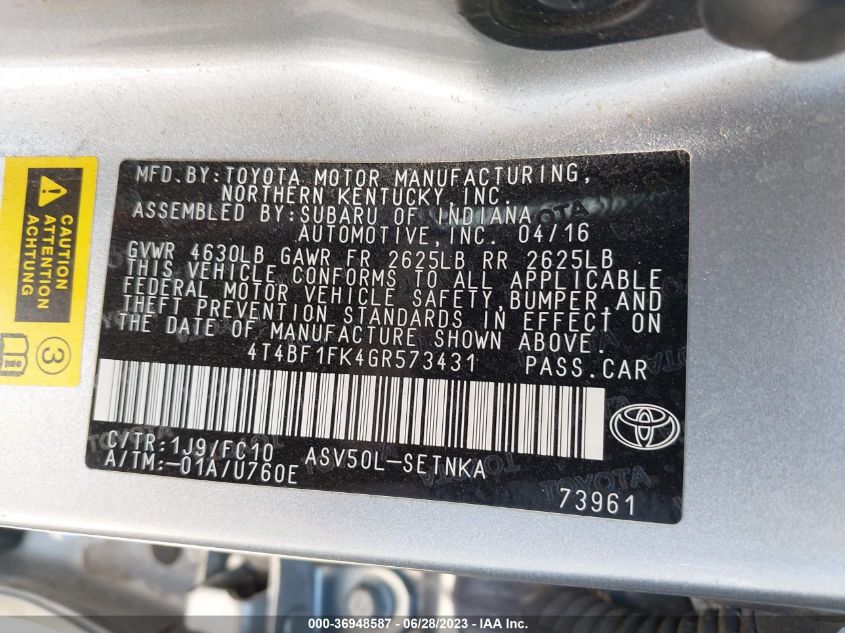 CAUTION
ATTENTION
ACHTUNG
3
MFD.BY:TOYOTA MOTOR MANUFACTURING,
NORTHERN KENTUCKY,INC.
ASSEMBLED BY:SUBARU OF INDIANA
AUTOMOTIVE,INC. 04/16
GVWR 4630LB GAWR FR 2625LB RR 2625LB
THIS VEHICLE CONFORMS TO ALL APPLICABLE
FEDERAL MOTOR VEHICLE SAFETY,BUMPER AND
THEFT PREVENTION STANDARDS IN EFFECT ON
THE DATE OF MANUFACTURE SHOWN ABOVE.
4T4BF1FK4GR573431 PASS.CAR
C/TR:1J9/FC10 ASV50L-SETNKA
A/TM:-01A/U760E
TOYOTA
73961
000-36948587 - 06/28/2023 - IAA, Inc.